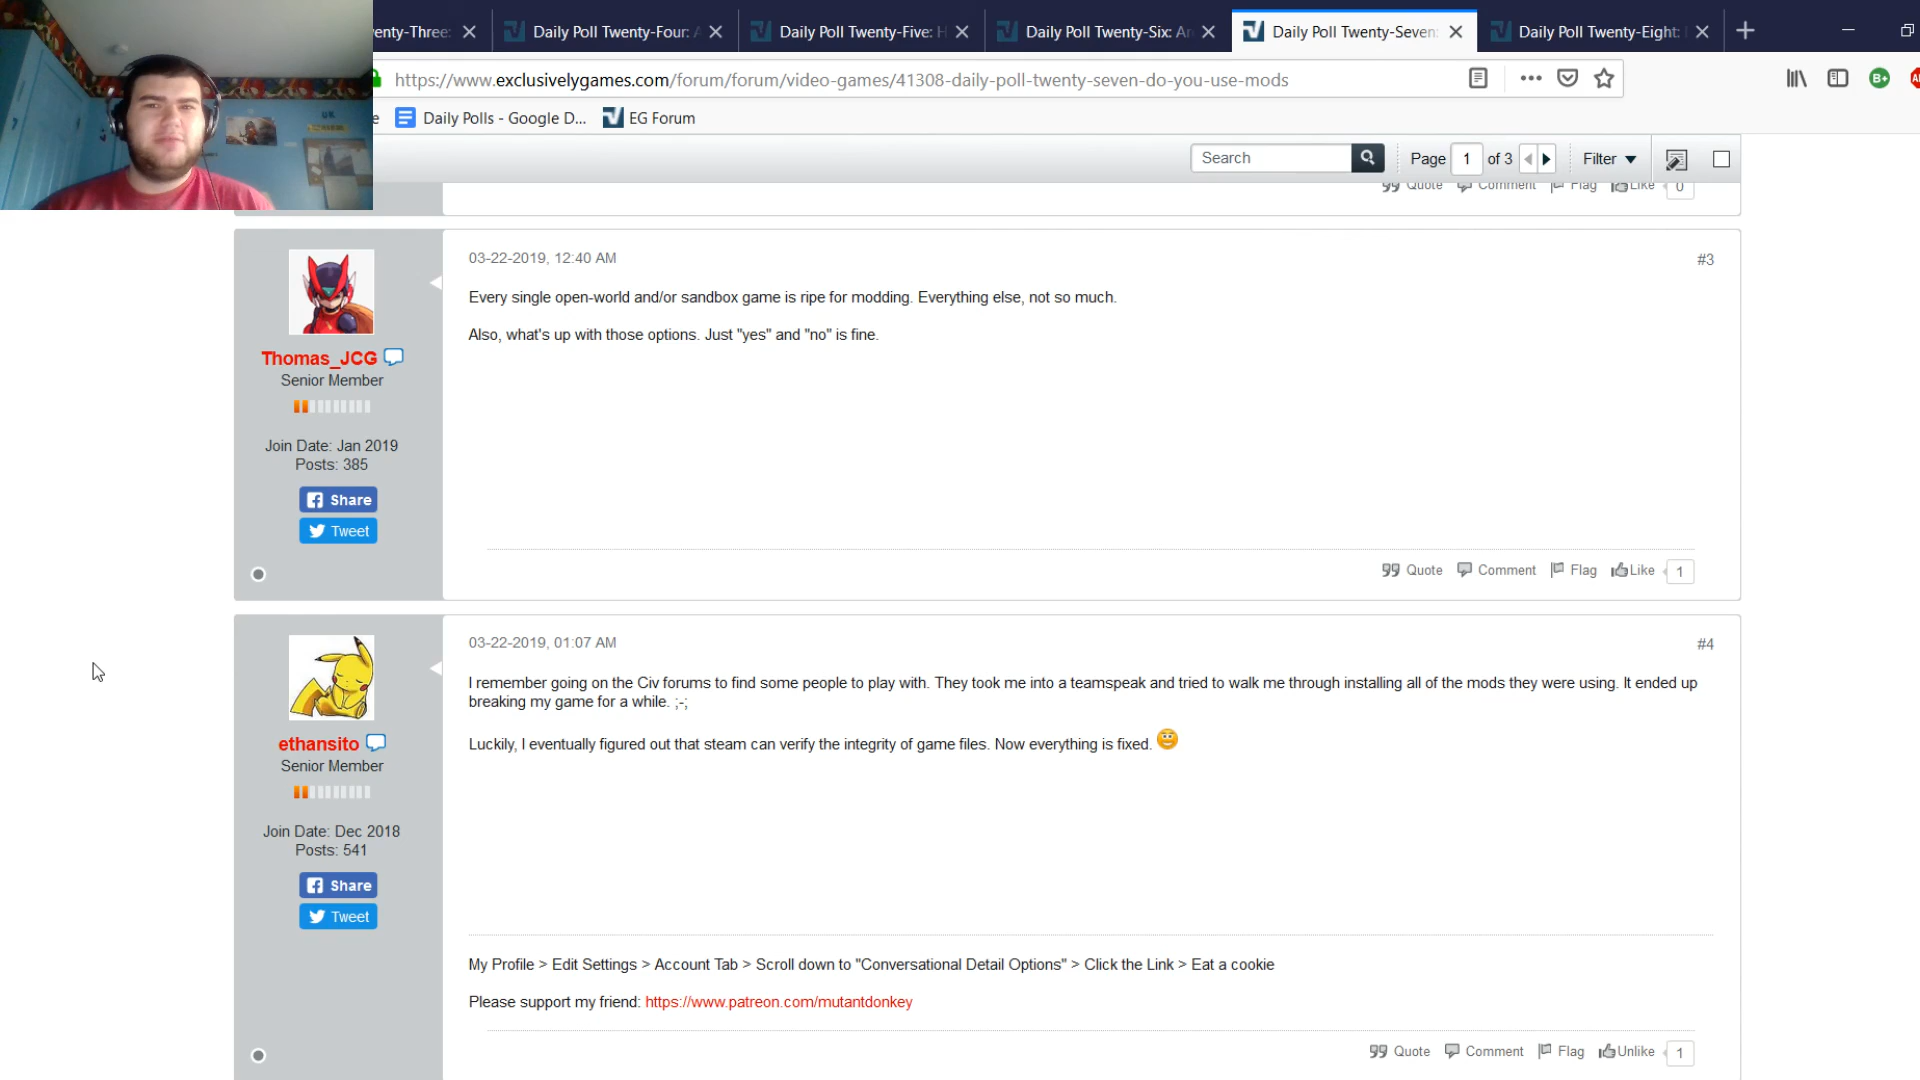 enty-Three:
Daily Poll Twenty-Four: A
Daily Poll Twenty-Five: H
Daily Poll Twenty-Six: An
Daily Poll Twenty-Seven:
Daily Poll Twenty-Eight:
https://www.exclusivelygames.com/forum/forum/video-games/41308-daily-poll-twenty-seven-do-you-use-mods
B+
e
Daily Polls - Google D...
EG Forum
Search
Page 1 of 3
Filter
Quote Comment Flag Like 0
03-22-2019, 12:40 AM
#3
Every single open-world and/or sandbox game is ripe for modding. Everything else, not so much.
Also, what's up with those options. Just "yes" and "no" is fine.
Thomas_JCG
Senior Member
Join Date: Jan 2019
Posts: 385
Share
Tweet
Quote Comment Flag Like 1
03-22-2019, 01:07 AM
#4
I remember going on the Civ forums to find some people to play with. They took me into a teamspeak and tried to walk me through installing all of the mods they were using. It ended up
breaking my game for a while. ;-;
Luckily, I eventually figured out that steam can verify the integrity of game files. Now everything is fixed.
ethansito
Senior Member
Join Date: Dec 2018
Posts: 541
Share
Tweet
My Profile > Edit Settings > Account Tab > Scroll down to "Conversational Detail Options" > Click the Link > Eat a cookie
Please support my friend: https://www.patreon.com/mutantdonkey
Quote Comment Flag Unlike 1